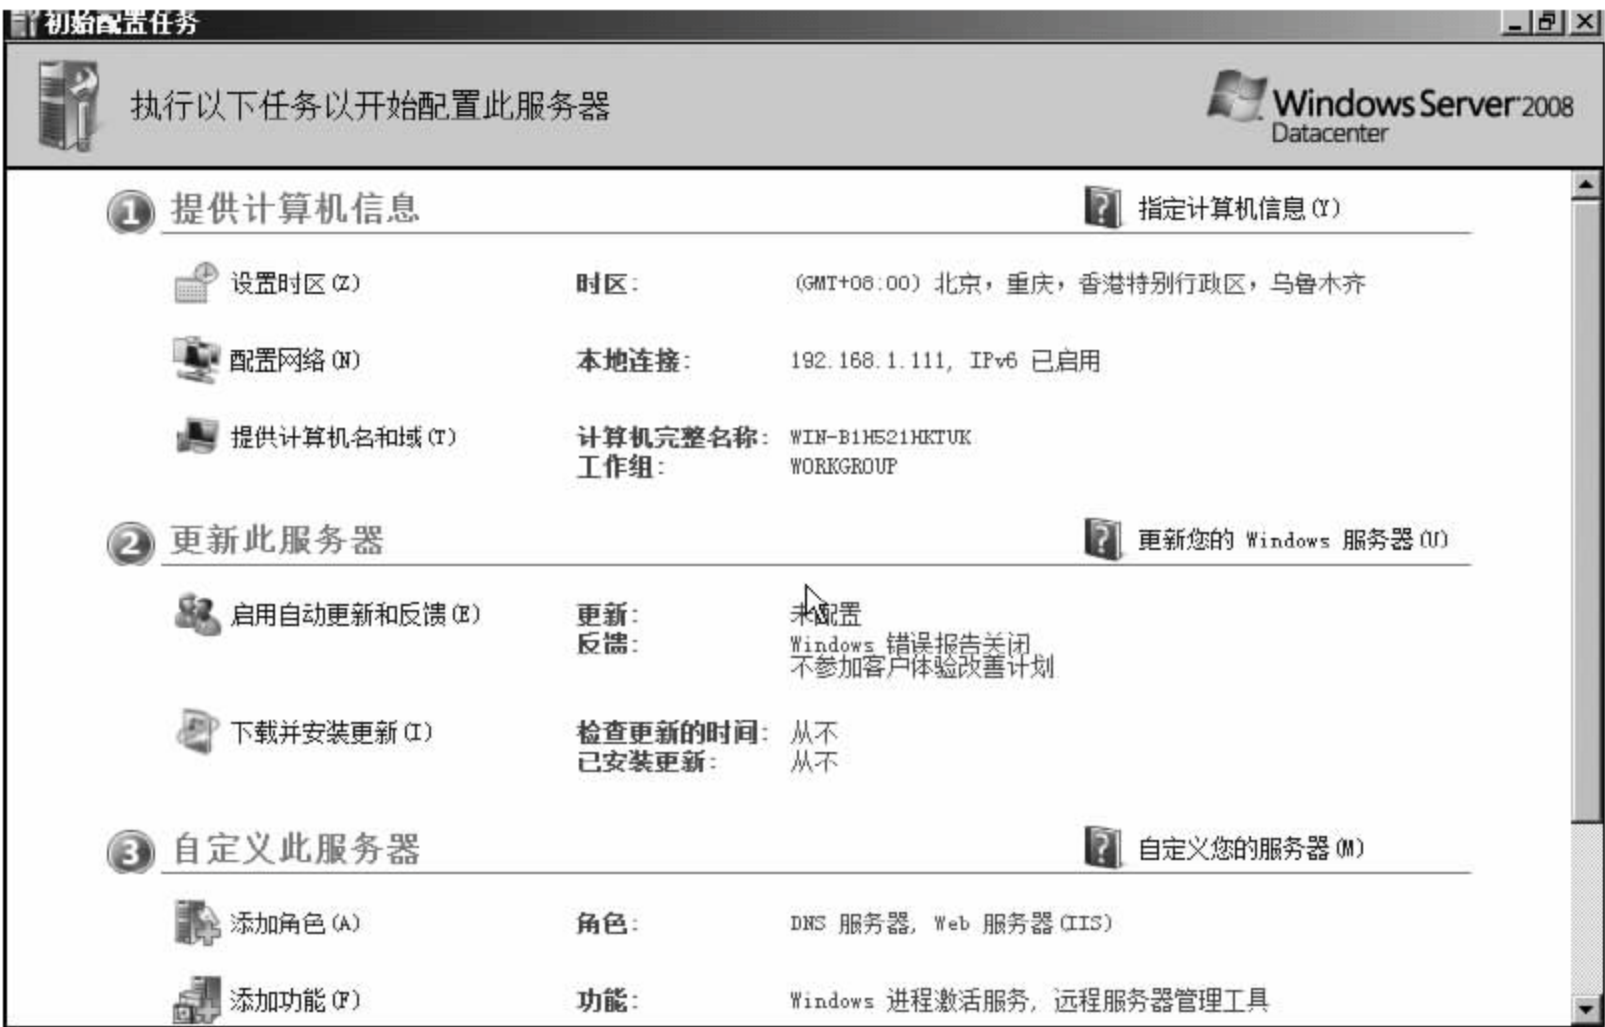 初始配置任务
执行以下任务以开始配置此服务器
Windows Server 2008
Datacenter
1 提供计算机信息
指定计算机信息(Y)
设置时区(Z) 时区: (GMT+08:00) 北京，重庆，香港特别行政区，乌鲁木齐
配置网络(N) 本地连接: 192.168.1.111, IPv6 已启用
提供计算机名和域(T) 计算机完整名称: WIN-B1H521HKTUK
工作组: WORKGROUP
2 更新此服务器
更新您的 Windows 服务器(U)
启用自动更新和反馈(E) 更新: 未配置
反馈: Windows 错误报告关闭
不参加客户体验改善计划
下载并安装更新(I) 检查更新的时间: 从不
已安装更新: 从不
3 自定义此服务器
自定义您的服务器(M)
添加角色(A) 角色: DNS 服务器, Web 服务器(IIS)
添加功能(F) 功能: Windows 进程激活服务, 远程服务器管理工具